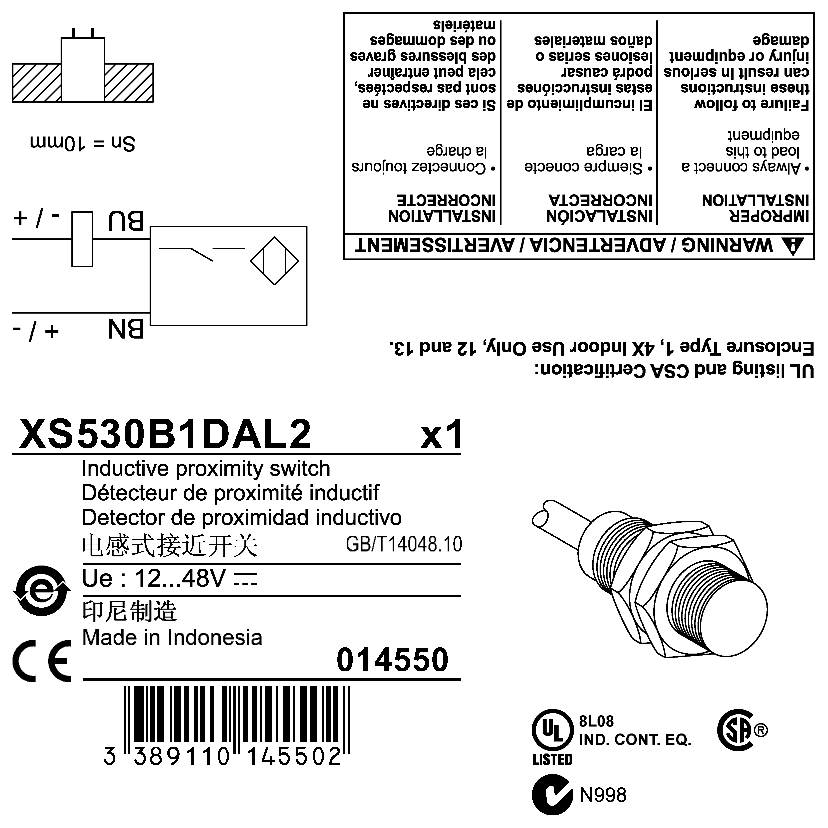 XS530B1DAL2 x1
Inductive proximity switch
Détecteur de proximité inductif
Detector de proximidad inductivo
电感式接近开关 GB/T14048.10
Ue : 12...48V
印尼制造
Made in Indonesia
CE
014550
3 389110 145502
UL
LISTED
8L08
IND. CONT. EQ.
SA ®
N998
UL listing and CSA Certification:
Enclosure Type 1, 4X Indoor Use Only, 12 and 13.
WARNING / ADVERTENCIA / AVERTISSEMENT
IMPROPER
INSTALLATION
• Always connect a
load to this
equipment
Failure to follow
these instructions
can result in serious
injury or equipment
damage
INSTALACIÓN
INCORRECTA
• Siempre conecte
la carga
El incumplimiento de
estas instrucciónes
podrá causar
lesiones serias o
daños materiales
INSTALLATION
INCORRECTE
• Connectez toujours
la charge
Si ces directives ne
sont pas respectées,
cela peut entraîner
des blessures graves
ou des dommages
matériels
BN + / -
BU - / +
Sn = 10mm